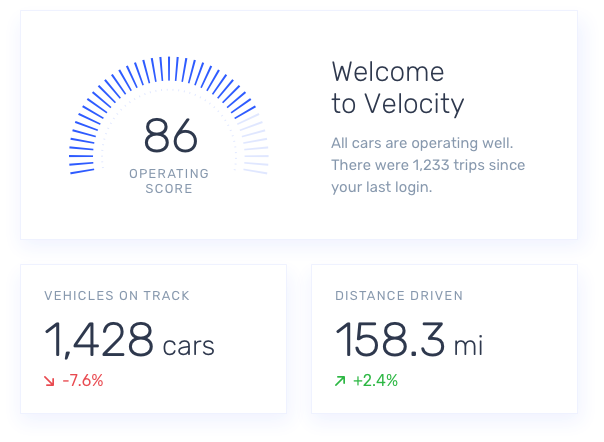 86
OPERATING
SCORE
Welcome
to Velocity
All cars are operating well.
There were 1,233 trips since
your last login.
VEHICLES ON TRACK
1,428 cars
-7.6%
DISTANCE DRIVEN
158.3 mi
+2.4%